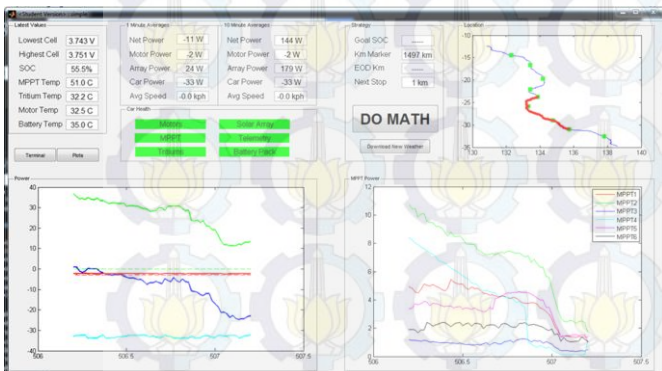 <Student Version> : simple
Latest Values
Lowest Cell 3.743 V
Highest Cell 3.751 V
SOC 55.5%
MPPT Temp 51.0 C
Tritium Temp 32.2 C
Motor Temp 32.5 C
Battery Temp 35.0 C
Terminal Plots
1 Minute Averages
Net Power -11 W
Motor Power -2 W
Array Power 24 W
Car Power -33 W
Avg Speed -0.0 kph
10 Minute Averages
Net Power 144 W
Motor Power -2 W
Array Power 179 W
Car Power -33 W
Avg Speed -0.0 kph
Car Health
Motors Solar Array
MPPT Telemetry
Tritiums Battery Pack
Strategy
Goal SOC -----
Km Marker 1497 km
EOD Km -----
Next Stop 1 km
DO MATH
Download New Weather
Location
-10
-15
-20
-25
-30
-35
130 132 134 136 138 140
Power
40
30
20
10
0
-10
-20
-30
-40
506 506.5 507 507.5
MPPT Power
12
10
8
6
4
2
0
506 506.5 507 507.5
MPPT1
MPPT2
MPPT3
MPPT4
MPPT5
MPPT6